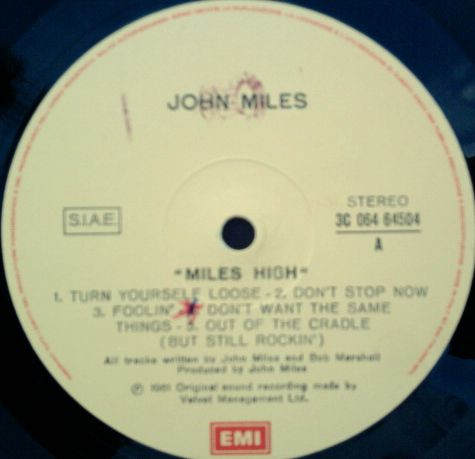 JOHN MILES
S.I.A.E.
STEREO
3C 064 64504
A
"MILES HIGH"
1. TURN YOURSELF LOOSE - 2. DON'T STOP NOW
3. FOOLIN' DON'T WANT THE SAME
THINGS - 5. OUT OF THE CRADLE
(BUT STILL ROCKIN')
All tracks written by John Miles and Bob Marshall
Produced by John Miles
℗ 1981 Original sound recording made by
Velvet Management Ltd.
EMI